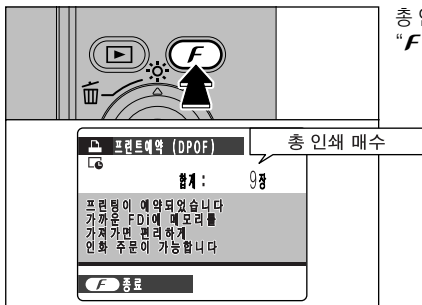 총
“F
F
프린트예약 (DPOF)
총 인쇄 매수
합계 : 9장
프린팅이 예약되었습니다
가까운 FDi에 메모리를
가져가면 편리하게
인화 주문이 가능합니다
F 종료